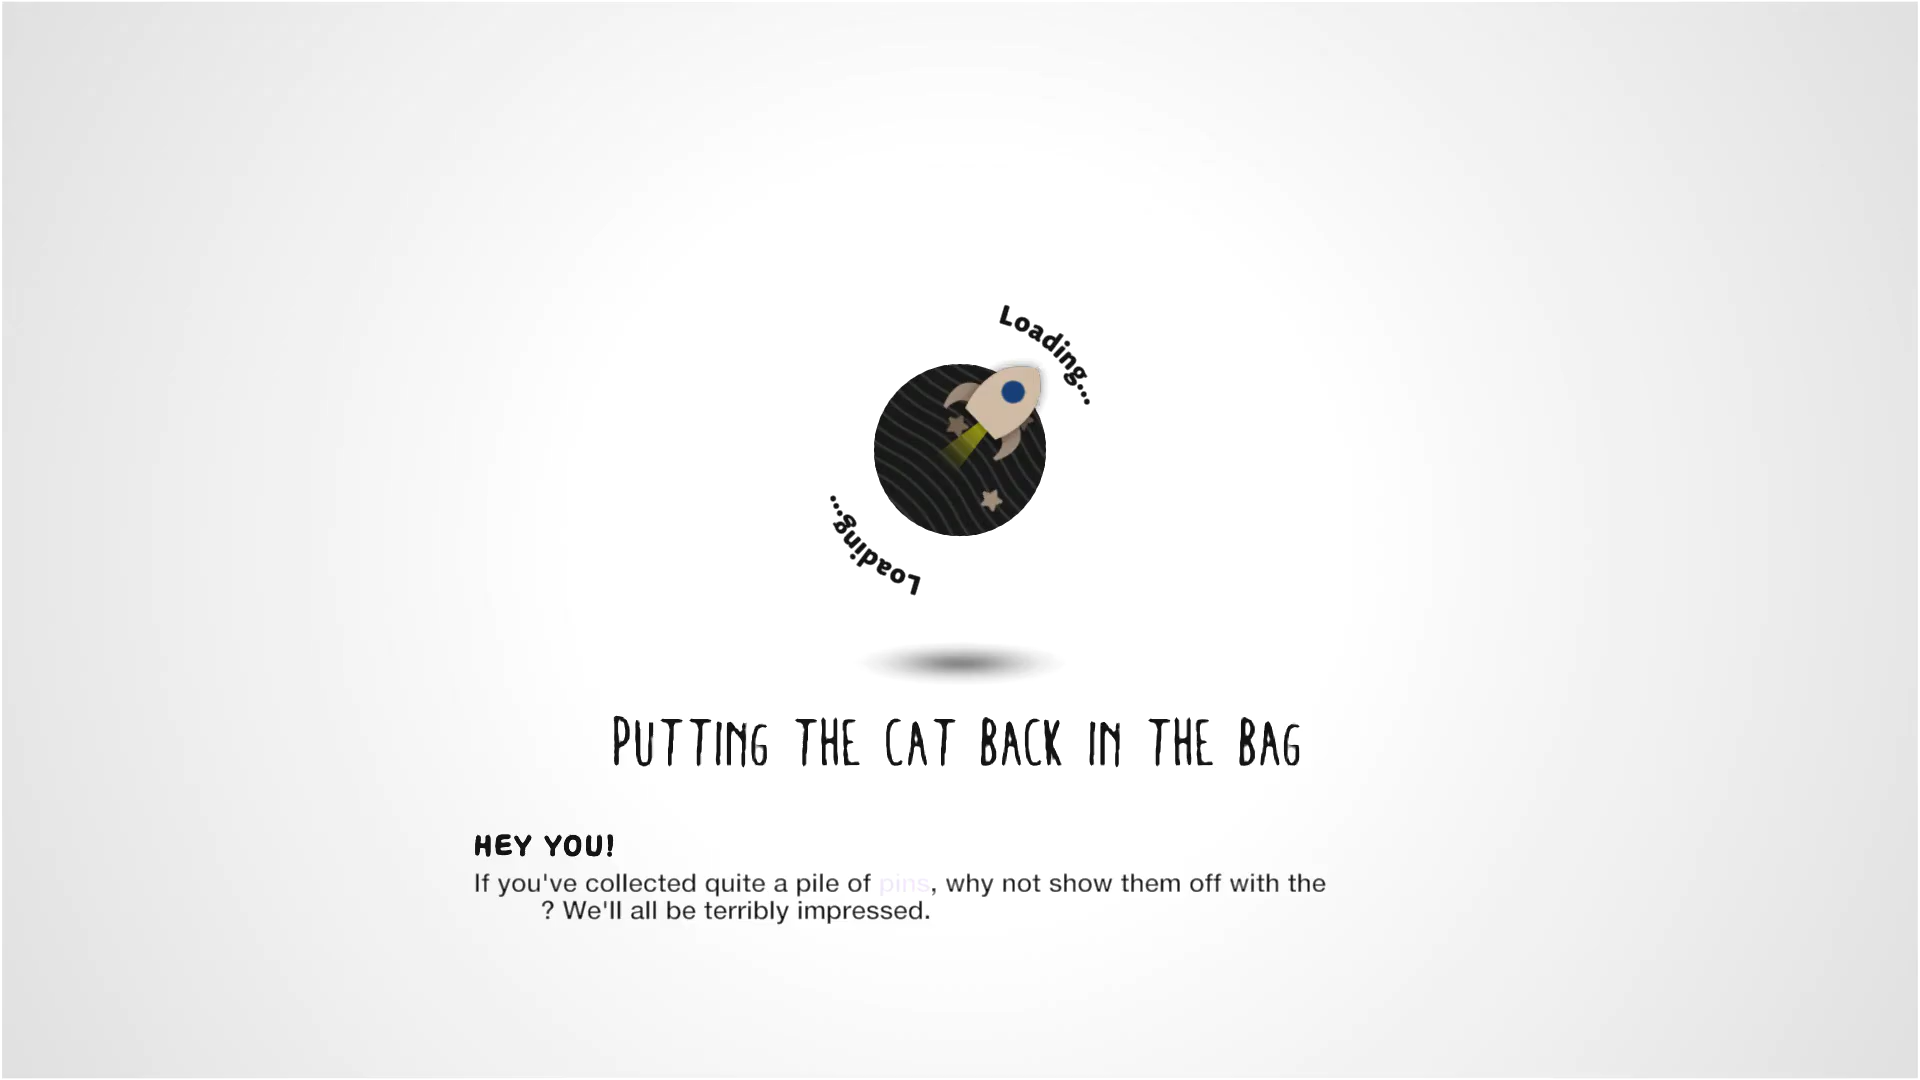 Loading...
Loading...
PUTTING THE CAT BACK IN THE BAG
HEY YOU!
If you've collected quite a pile of pins, why not show them off with the
? We'll all be terribly impressed.